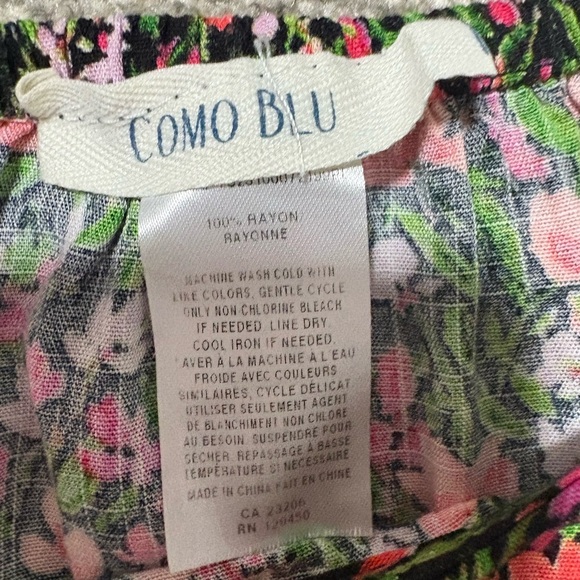 COMO BLU
100% RAYON
RAYONNE
MACHINE WASH COLD WITH
LIKE COLORS, GENTLE CYCLE
ONLY NON-CHLORINE BLEACH
IF NEEDED. LINE DRY.
COOL IRON IF NEEDED.
LAVER À LA MACHINE À L'EAU
FROIDE AVEC COULEURS
SIMILAIRES, CYCLE DÉLICAT
UTILISER SEULEMENT AGENT
DE BLANCHIMENT NON CHLORE
AU BESOIN. SUSPENDRE POUR
SÉCHER. REPASSAGE À BASSE
TEMPÉRATURE SI NÉCESSAIRE
MADE IN CHINA FAIT EN CHINE
CA 23206
RN 120450